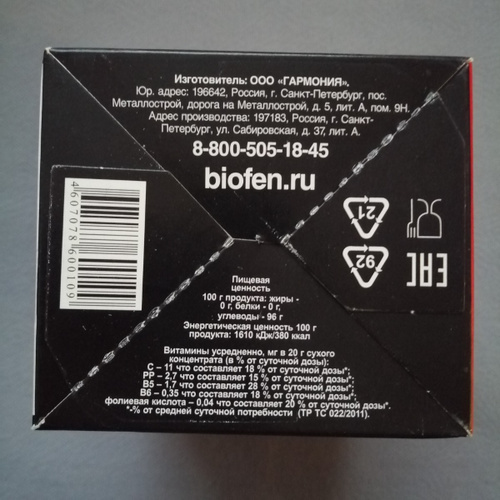 Изготовитель: ООО "ГАРМОНИЯ".
Юр. адрес: 196642, Россия, г. Санкт-Петербург, пос.
Металлострой, дорога на Металлострой, д. 5, лит. А, пом. 9Н.
Адрес производства: 197183, Россия, г. Санкт-
Петербург, ул. Сабировская, д. 37, лит. А.
8-800-505-18-45
biofen.ru
4607078600109
21
92
EAC
Пищевая
ценность
100 г продукта: жиры -
0 г, белки - 0 г,
углеводы - 96 г
Энергетическая ценность 100 г
продукта: 1610 кДж/380 ккал
Витамины усредненно, мг в 20 г сухого
концентрата (в % от суточной дозы):
С – 11 что составляет 18 % от суточной дозы*;
РР – 2,7 что составляет 15 % от суточной дозы*;
В5 – 1,7 что составляет 28 % от суточной дозы*;
В6 – 0,35 что составляет 18 % от суточной дозы*;
фолиевая кислота – 0,04 что составляет 20 % от суточной дозы*.
*-% от средней суточной потребности (ТР ТС 022/2011).